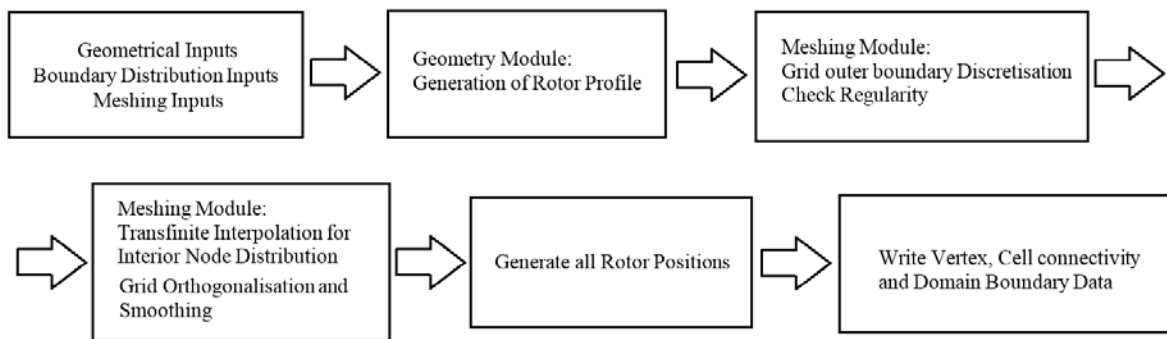 Geometrical Inputs
Boundary Distribution Inputs
Meshing Inputs
Geometry Module:
Generation of Rotor Profile
Meshing Module:
Grid outer boundary Discretisation
Check Regularity
Meshing Module:
Transfinite Interpolation for
Interior Node Distribution
Grid Orthogonalisation and
Smoothing
Generate all Rotor Positions
Write Vertex, Cell connectivity
and Domain Boundary Data